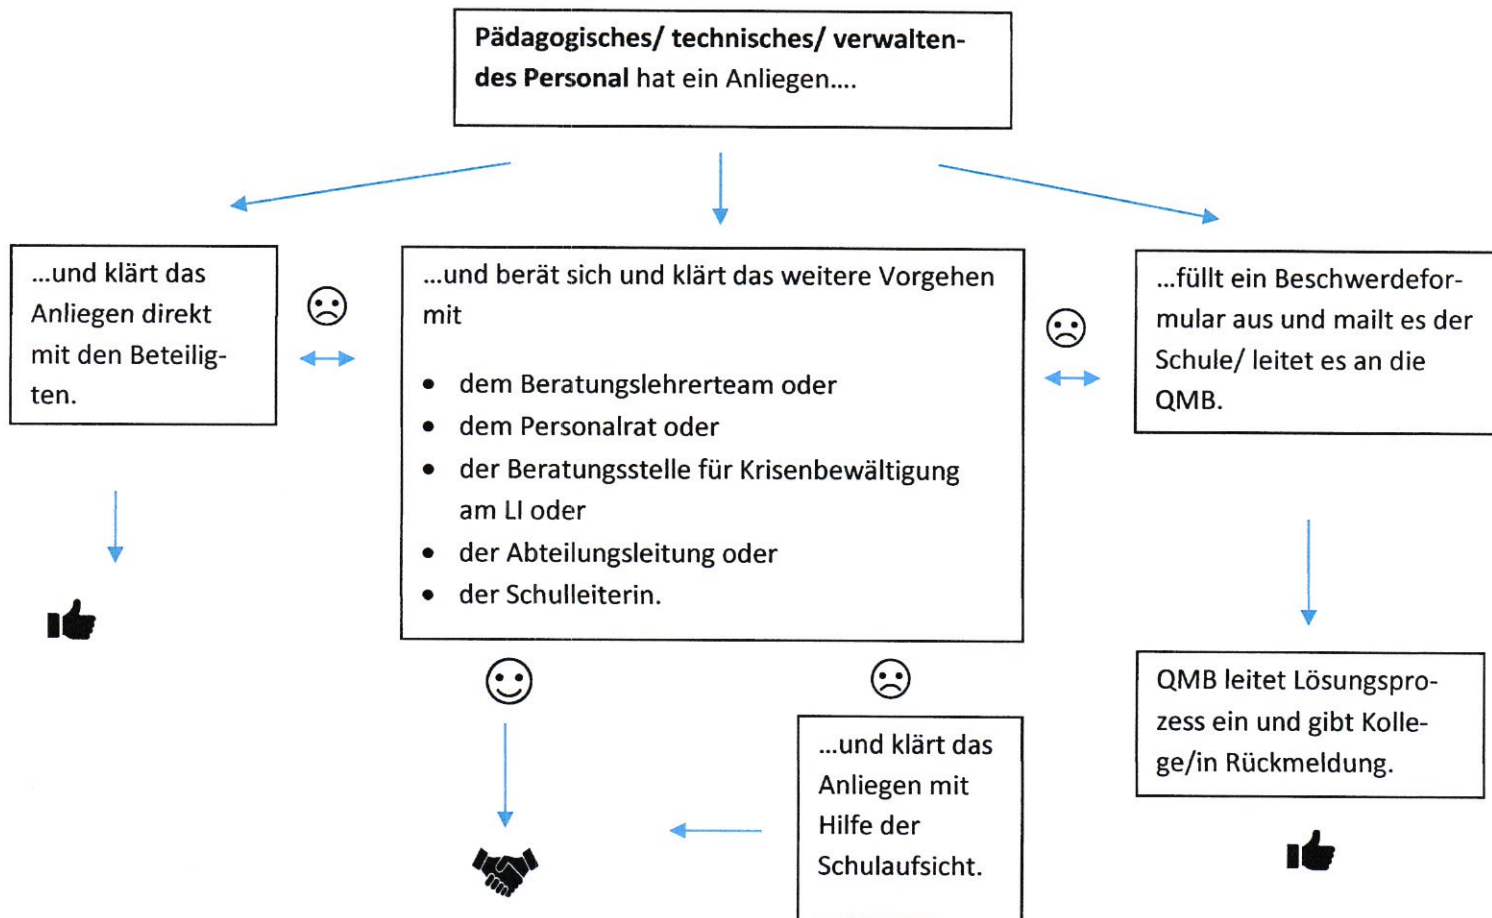 Pädagogisches/ technisches/ verwalten-
des Personal hat ein Anliegen....
...und klärt das
Anliegen direkt
mit den Beteilig-
ten.
...und berät sich und klärt das weitere Vorgehen
mit
• dem Beratungslehrerteam oder
• dem Personalrat oder
• der Beratungsstelle für Krisenbewältigung
am LI oder
• der Abteilungsleitung oder
• der Schulleiterin.
...füllt ein Beschwerdefor-
mular aus und mailt es der
Schule/ leitet es an die
QMB.
...und klärt das
Anliegen mit
Hilfe der
Schulaufsicht.
QMB leitet Lösungspro-
zess ein und gibt Kolle-
ge/in Rückmeldung.